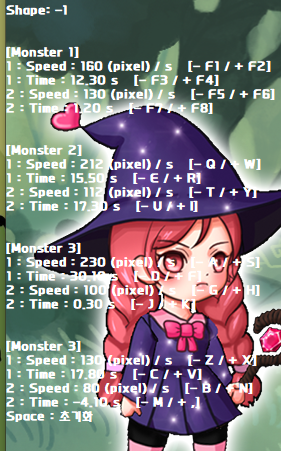 Shape: -1
[Monster 1]
1 : Speed : 160 (pixel) / s [- F1 / + F2]
1 : Time : 12.30 s [- F3 / + F4]
2 : Speed : 130 (pixel) / s [- F5 / + F6]
2 : Time : 1.20 s [- F7 / + F8]
[Monster 2]
1 : Speed : 212 (pixel) / s [- Q / + W]
1 : Time : 15.50 s [- E / + R]
2 : Speed : 112 (pixel) / s [- T / + Y]
2 : Time : 17.30 s [- U / + I]
[Monster 3]
1 : Speed : 230 (pixel) / s [- A / + S]
1 : Time : 30.10 s [- D / + F]
2 : Speed : 100 (pixel) / s [- G / + H]
2 : Time : 0.30 s [- J / + K]
[Monster 3]
1 : Speed : 130 (pixel) / s [- Z / + X]
1 : Time : 17.80 s [- C / + V]
2 : Speed : 80 (pixel) / s [- B / + N]
2 : Time : -4.10 s [- M / + ,]
Space : 초기화